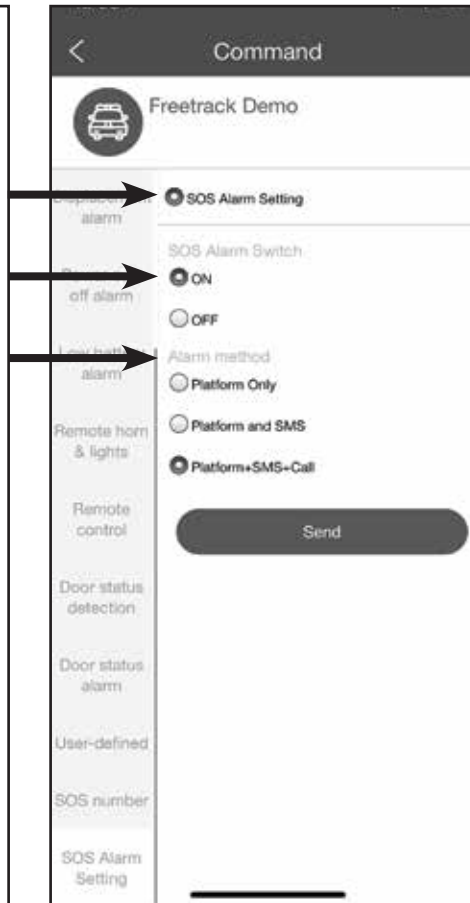 Command
Freetrack Demo
alarm
off alarm
alarm
Remote horn
& lights
Remote
control
Door status
detection
Door status
alarm
User-defined
SOS number
SOS Alarm
Setting
SOS Alarm Setting
SOS Alarm Switch
ON
OFF
Alarm method
Platform Only
Platform and SMS
Platform+SMS+Call
Send